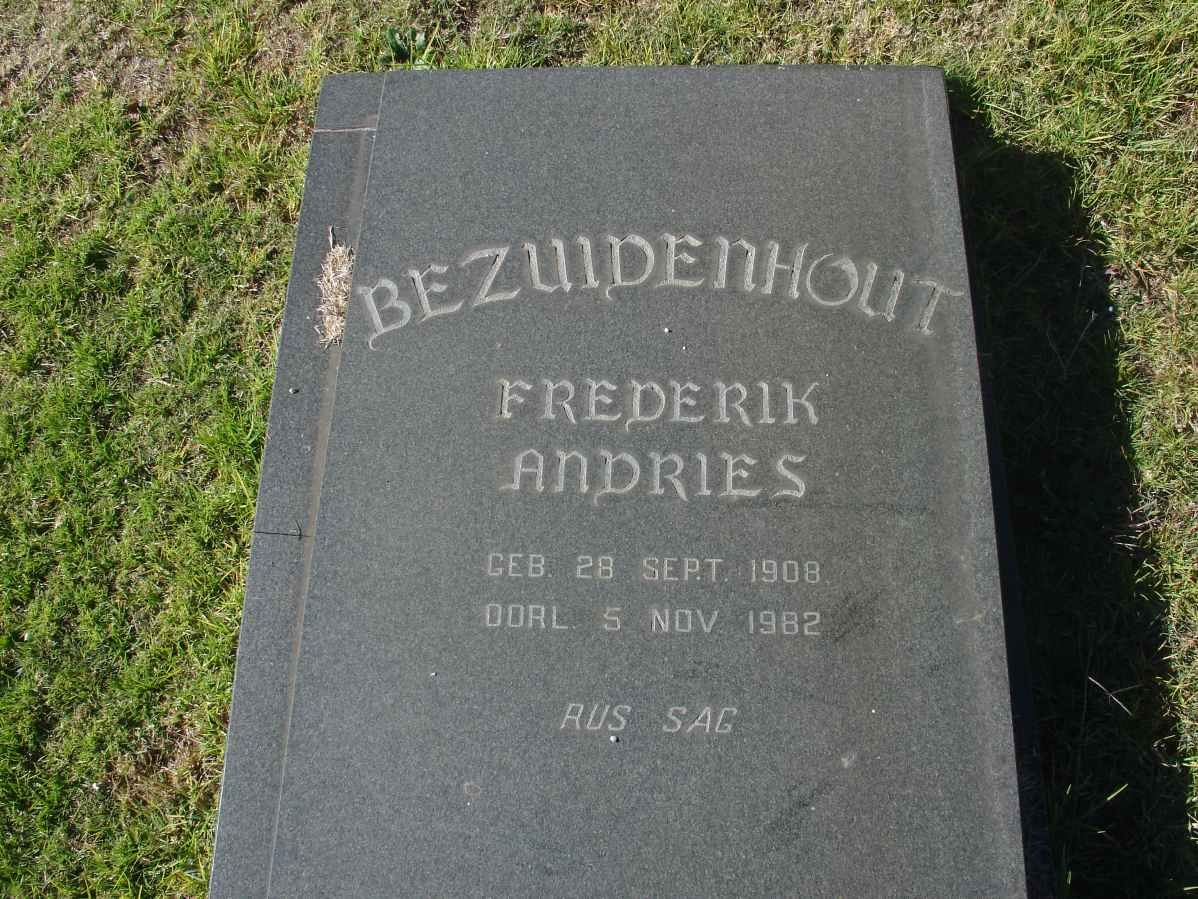 BEZUIDENHOUT
FREDERIK
ANDRIES
GEB. 28 SEPT. 1908.
OORL. 5 NOV 1982
RUS SAG